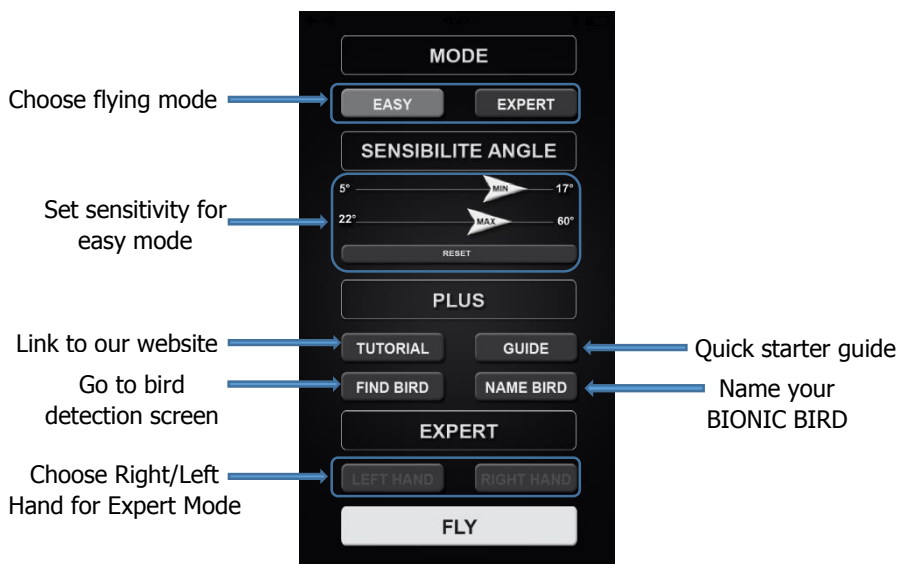 MODE
Choose flying mode
EASY EXPERT
SENSIBILITE ANGLE
5° MIN 17°
Set sensitivity for
easy mode
22° MAX 60°
RESET
PLUS
Link to our website
TUTORIAL GUIDE
Quick starter guide
Go to bird
detection screen
FIND BIRD NAME BIRD
Name your
BIONIC BIRD
EXPERT
Choose Right/Left
Hand for Expert Mode
LEFT HAND RIGHT HAND
FLY